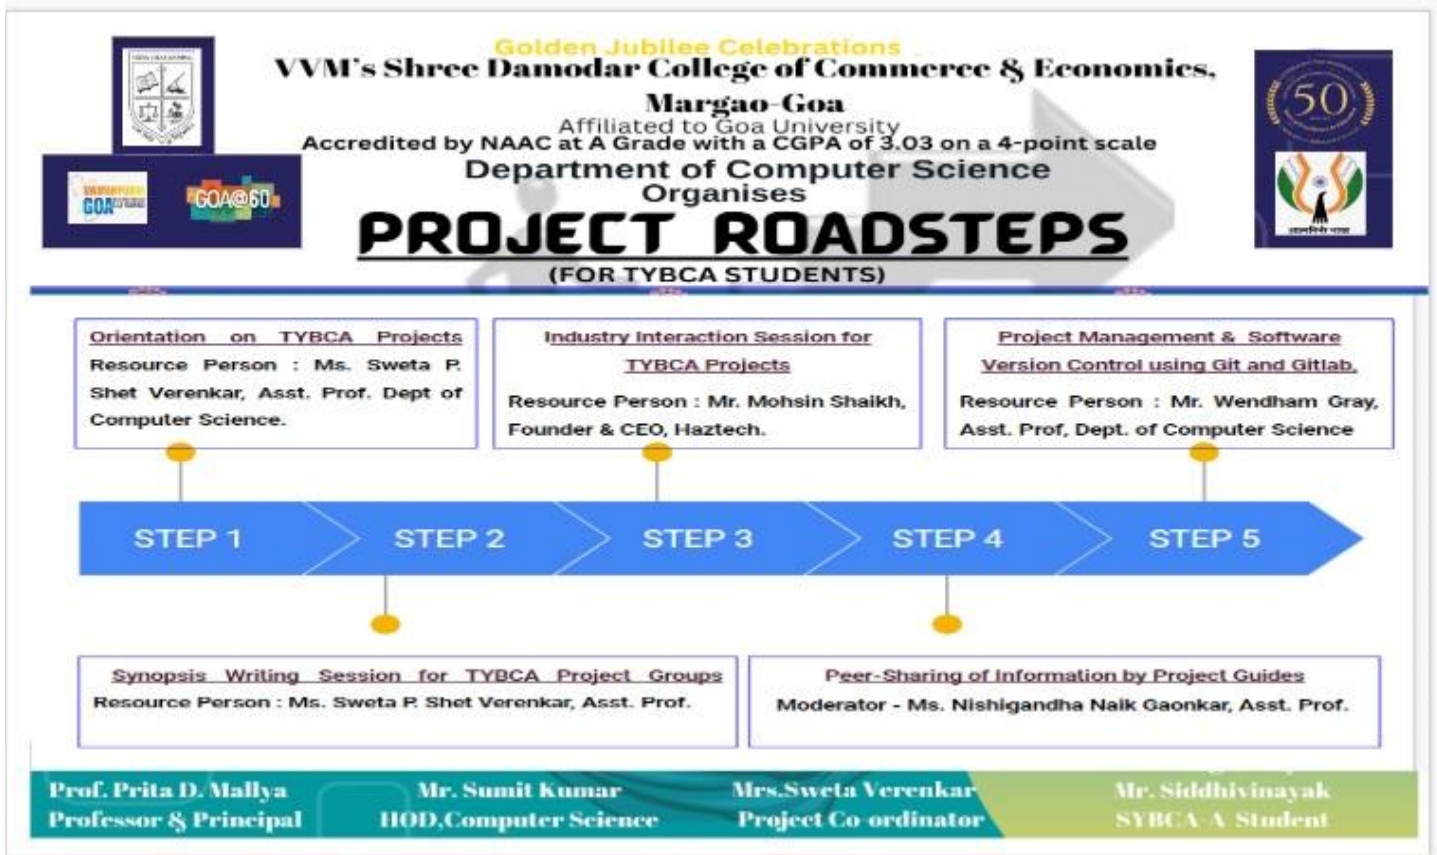 Golden Jubilee Celebrations
VVM's Shree Damodar College of Commerce & Economics,
Margao-Goa
Affiliated to Goa University
Accredited by NAAC at A Grade with a CGPA of 3.03 on a 4-point scale
Department of Computer Science
Organises
PROJECT ROADSTEPS
(FOR TYBCA STUDENTS)
GOA
GOA@60
50
Orientation on TYBCA Projects
Resource Person : Ms. Sweta P.
Shet Verenkar, Asst. Prof. Dept of
Computer Science.
Industry Interaction Session for
TYBCA Projects
Resource Person : Mr. Mohsin Shaikh,
Founder & CEO, Haztech.
Project Management & Software
Version Control using Git and Gitlab,
Resource Person : Mr. Wendham Gray,
Asst. Prof, Dept. of Computer Science
STEP 1
STEP 2
STEP 3
STEP 4
STEP 5
Synopsis Writing Session for TYBCA Project Groups
Resource Person : Ms. Sweta P. Shet Verenkar, Asst. Prof.
Peer-Sharing of Information by Project Guides
Moderator - Ms. Nishigandha Naik Gaonkar, Asst. Prof.
Prof. Prita D. Mallya
Professor & Principal
Mr. Sumit Kumar
HOD,Computer Science
Mrs.Sweta Verenkar
Project Co-ordinator
Mr. Siddhivinayak
SYBCA-A Student